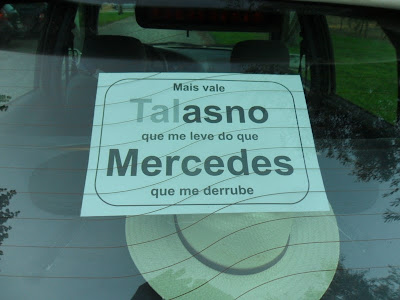 Mais vale
Talasno
que me leve do que
Mercedes
que me derrube